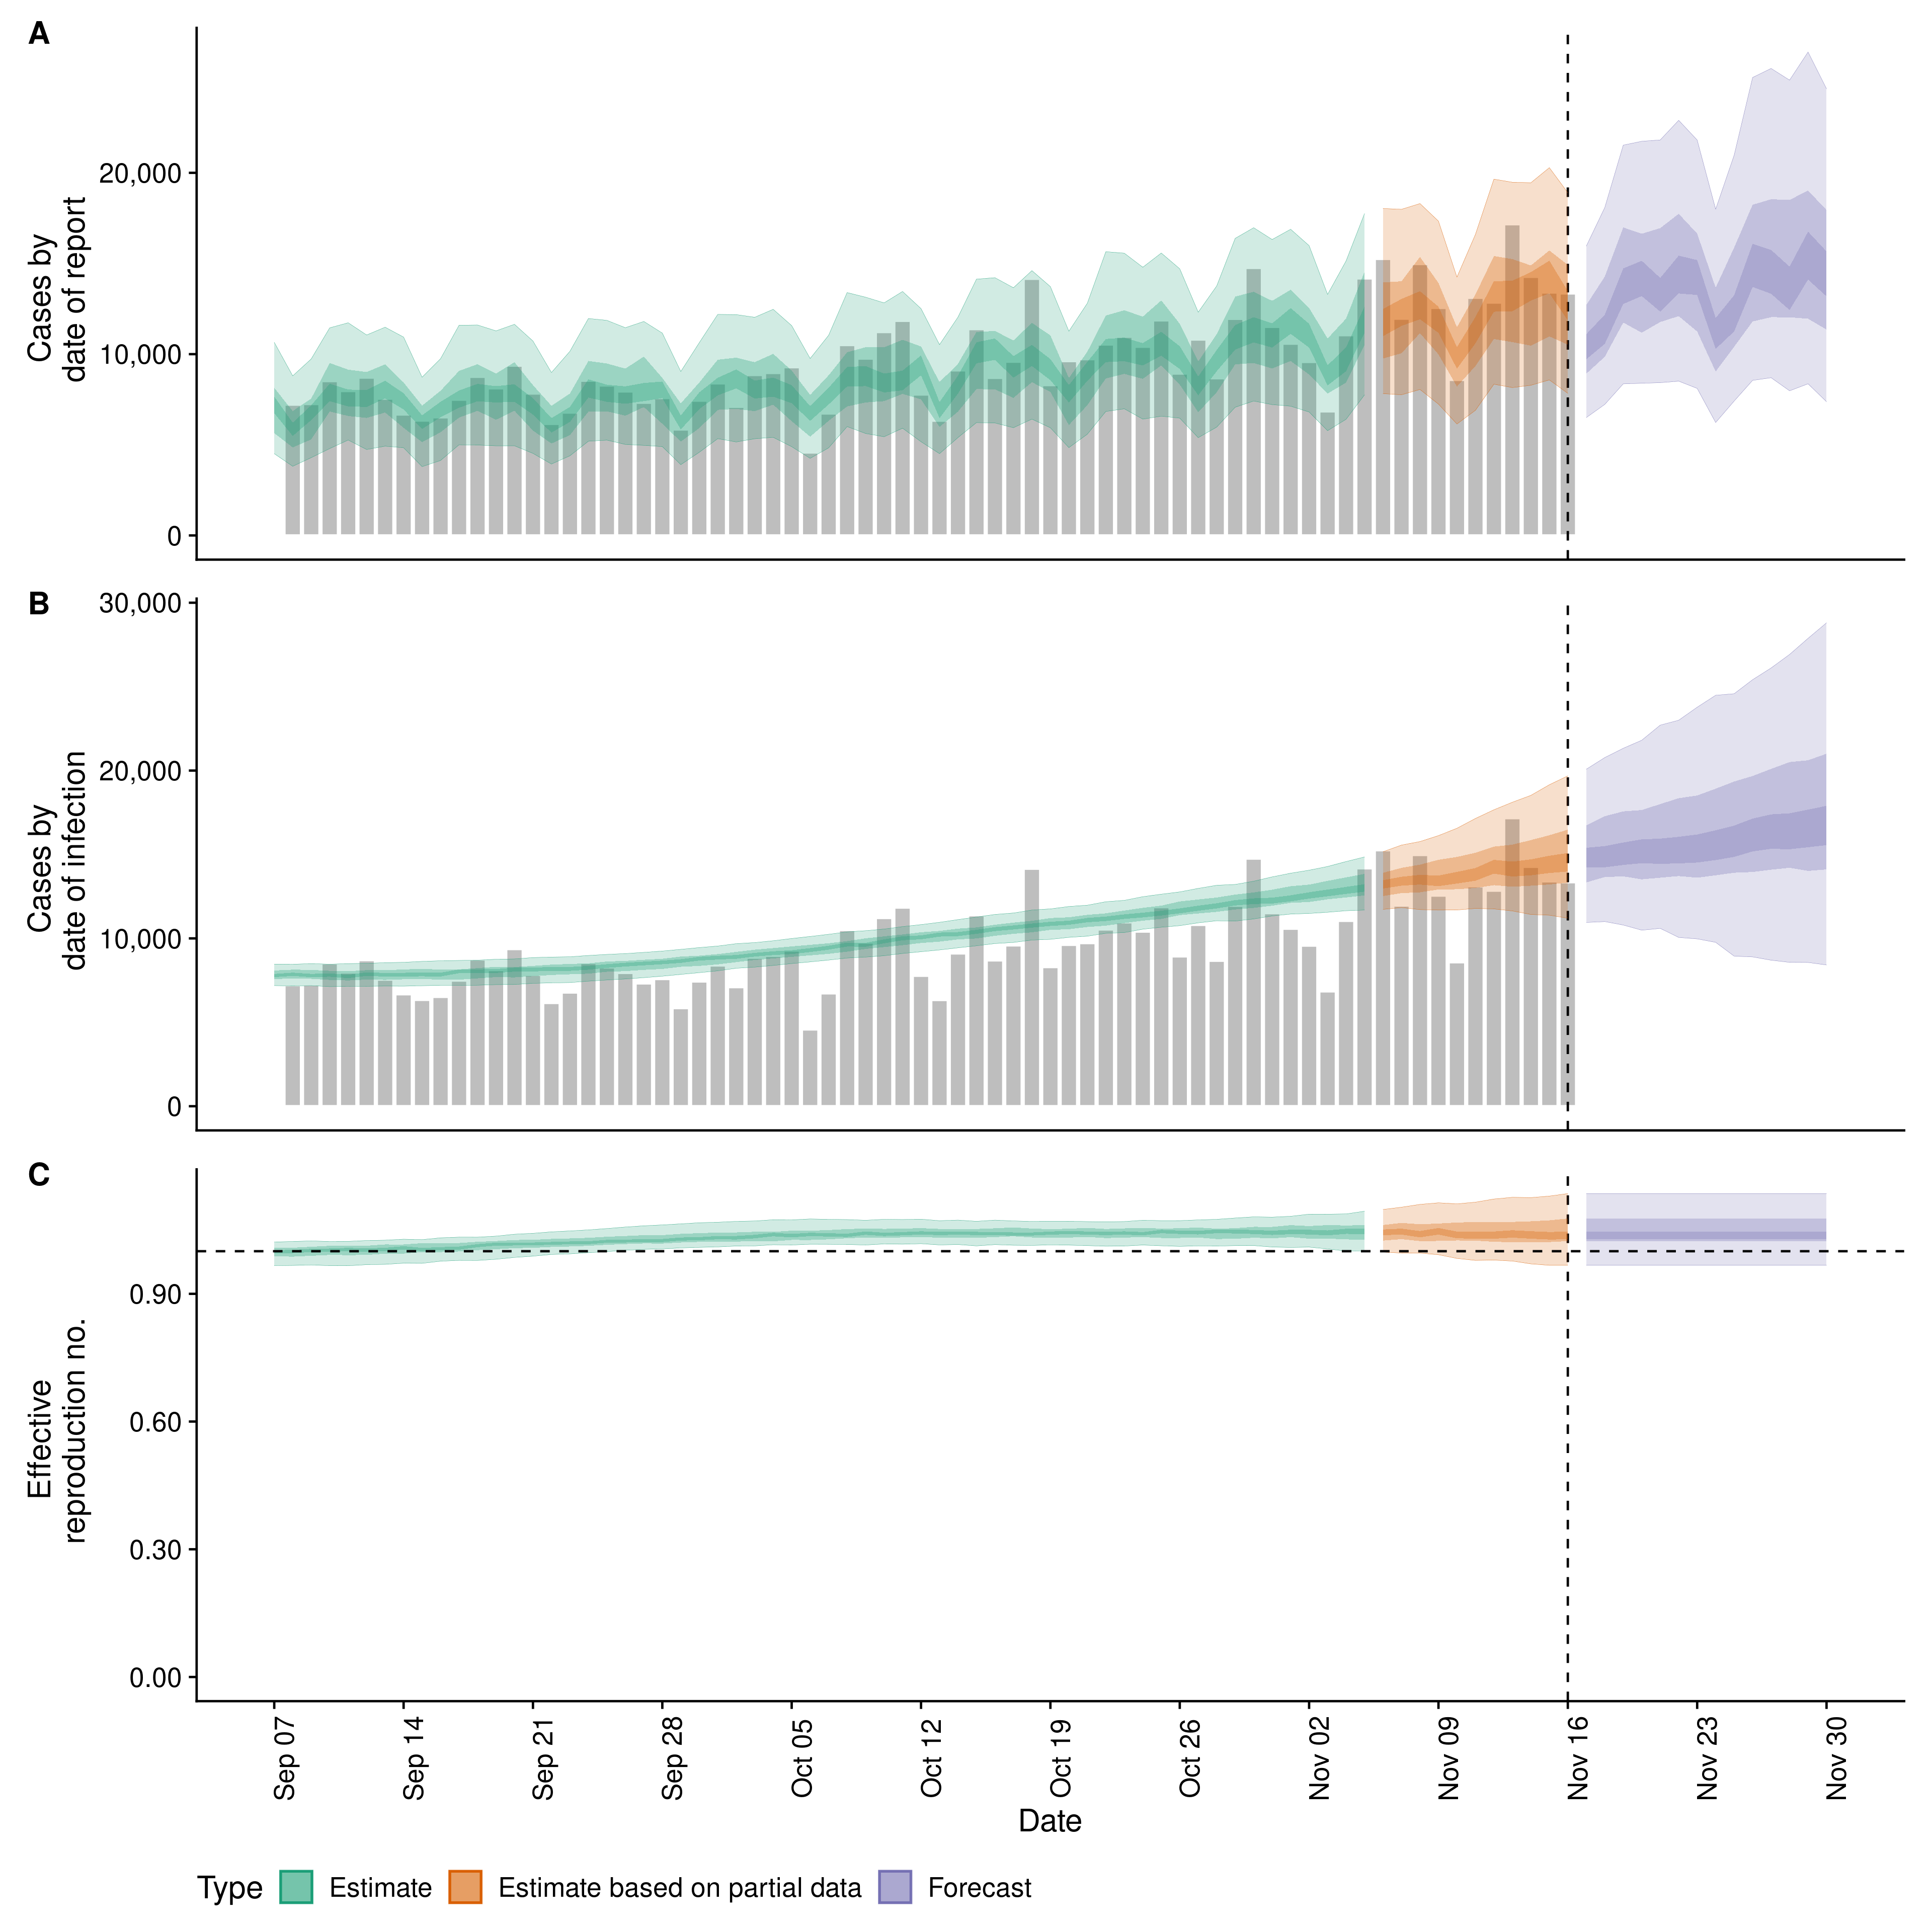 A
Cases by
date of report
20,000
10,000
0
B
Cases by
date of infection
30,000
20,000
10,000
0
C
Effective
reproduction no.
0.90
0.60
0.30
0.00
Sep 07
Sep 14
Sep 21
Sep 28
Oct 05
Oct 12
Oct 19
Oct 26
Nov 02
Nov 09
Nov 16
Nov 23
Nov 30
Date
Type Estimate Estimate based on partial data Forecast